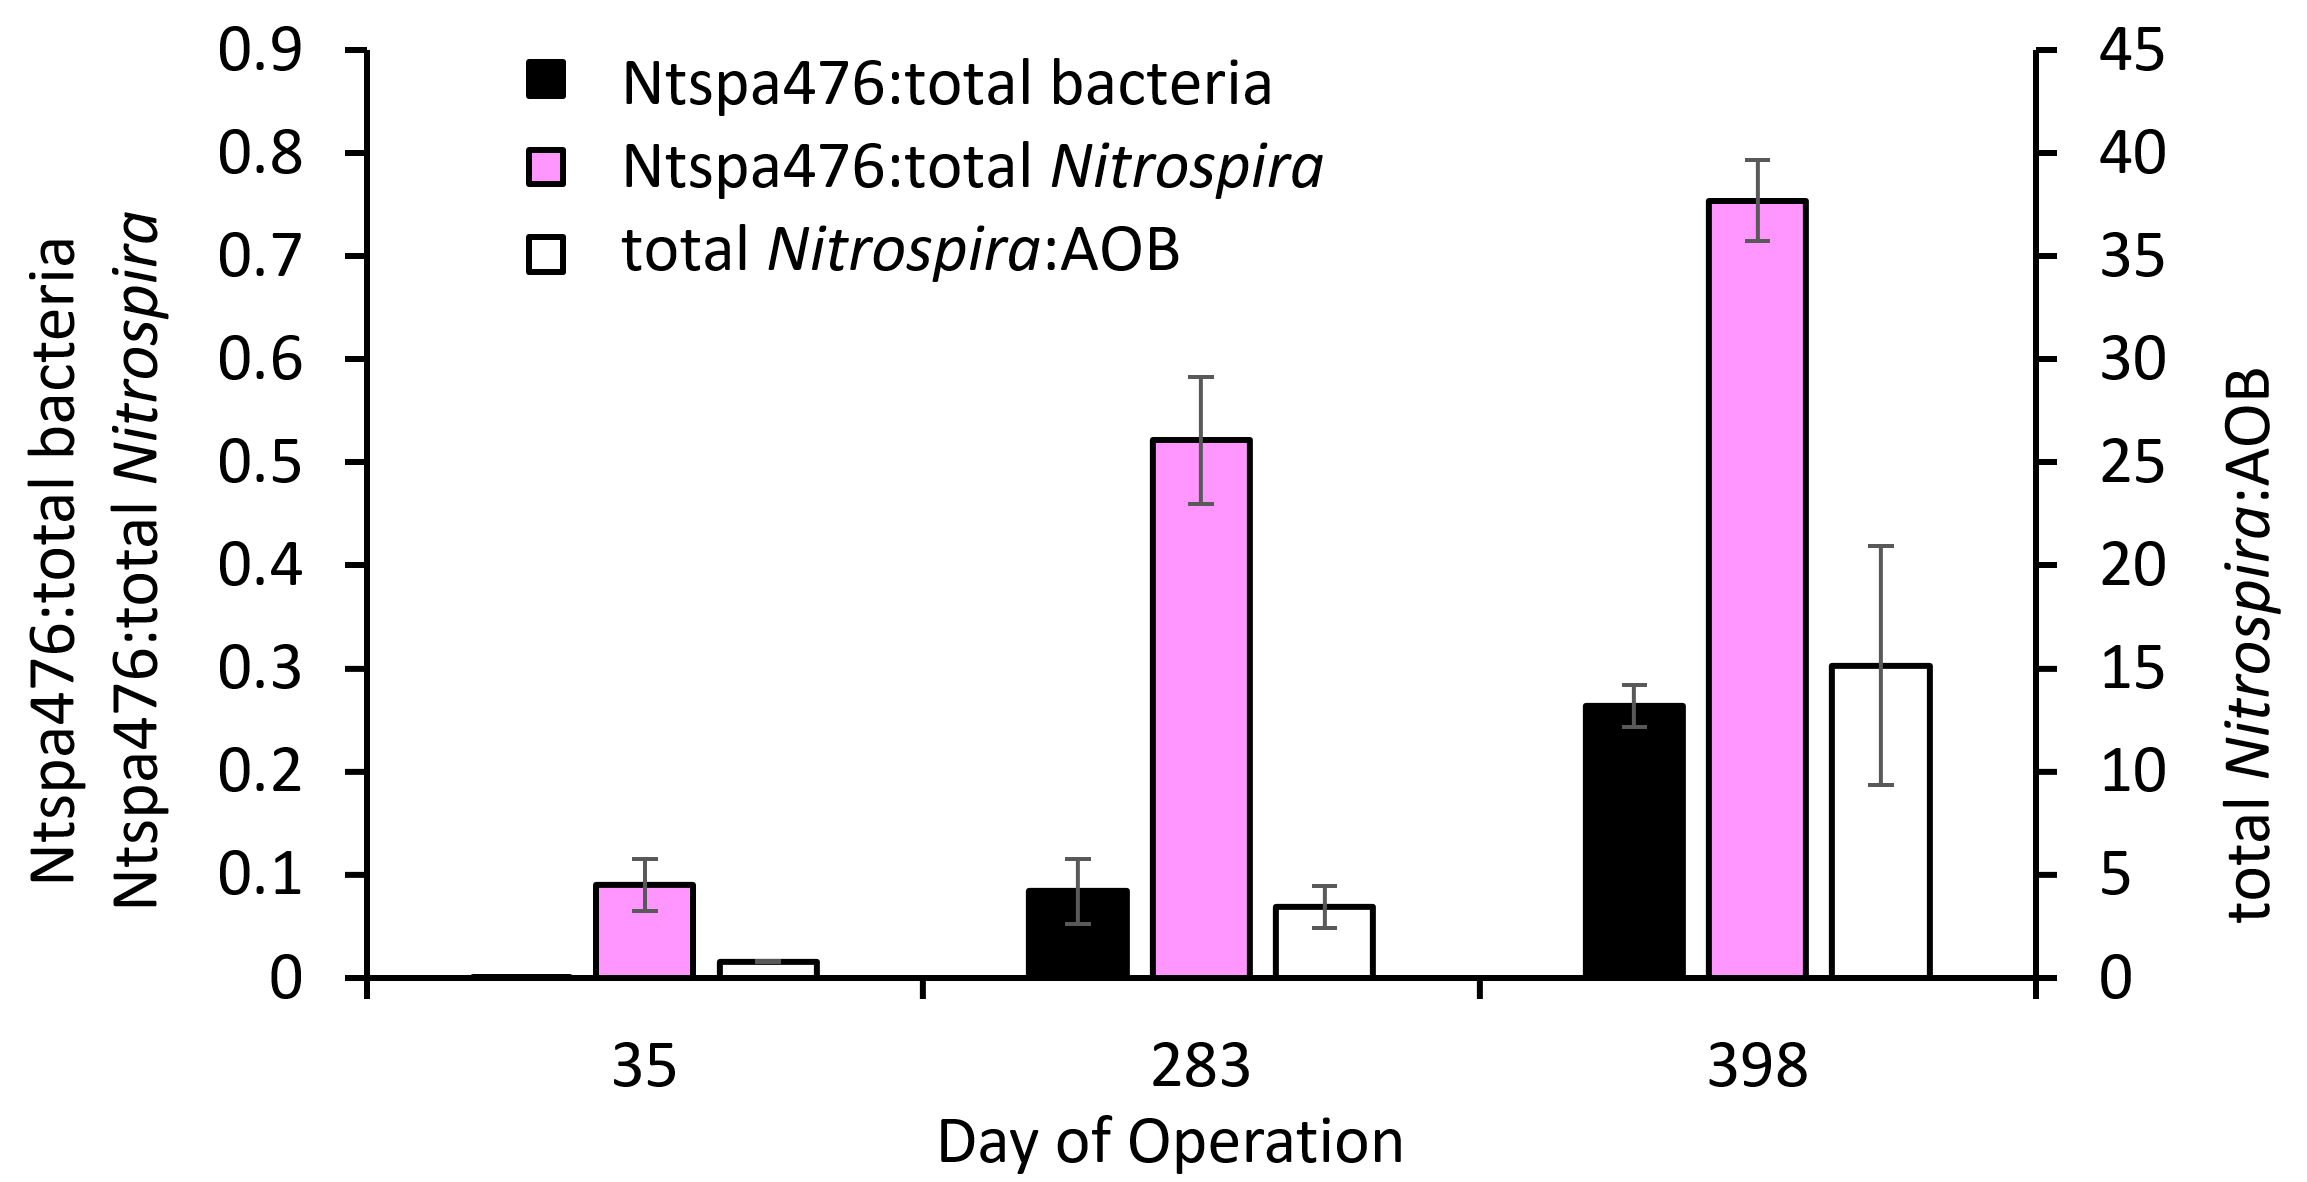 Ntspa476:total bacteria
Ntspa476:total Nitrospira
total Nitrospira:AOB
Ntspa476:total bacteria
Ntspa476:total Nitrospira
0.9
0.8
0.7
0.6
0.5
0.4
0.3
0.2
0.1
0
45
40
35
30
25
20
15
10
5
0
total Nitrospira:AOB
35 283 398
Day of Operation